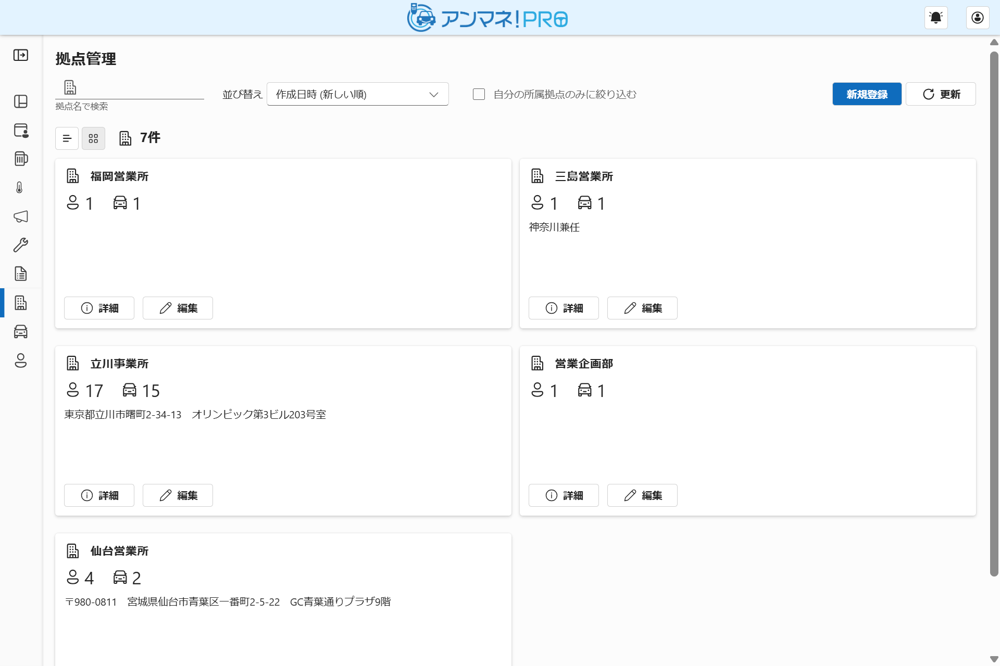 アンマネ!PRO
拠点管理
拠点名で検索
並び替え 作成日時 (新しい順)
自分の所属拠点のみに絞り込む
新規登録
更新
7件
福岡営業所
1 1
詳細 編集
三島営業所
1 1
神奈川兼任
詳細 編集
立川事業所
17 15
東京都立川市曙町2-34-13　オリンピック第3ビル203号室
詳細 編集
営業企画部
1 1
詳細 編集
仙台営業所
4 2
〒980-0811　宮城県仙台市青葉区一番町2-5-22　GC青葉通りプラザ9階